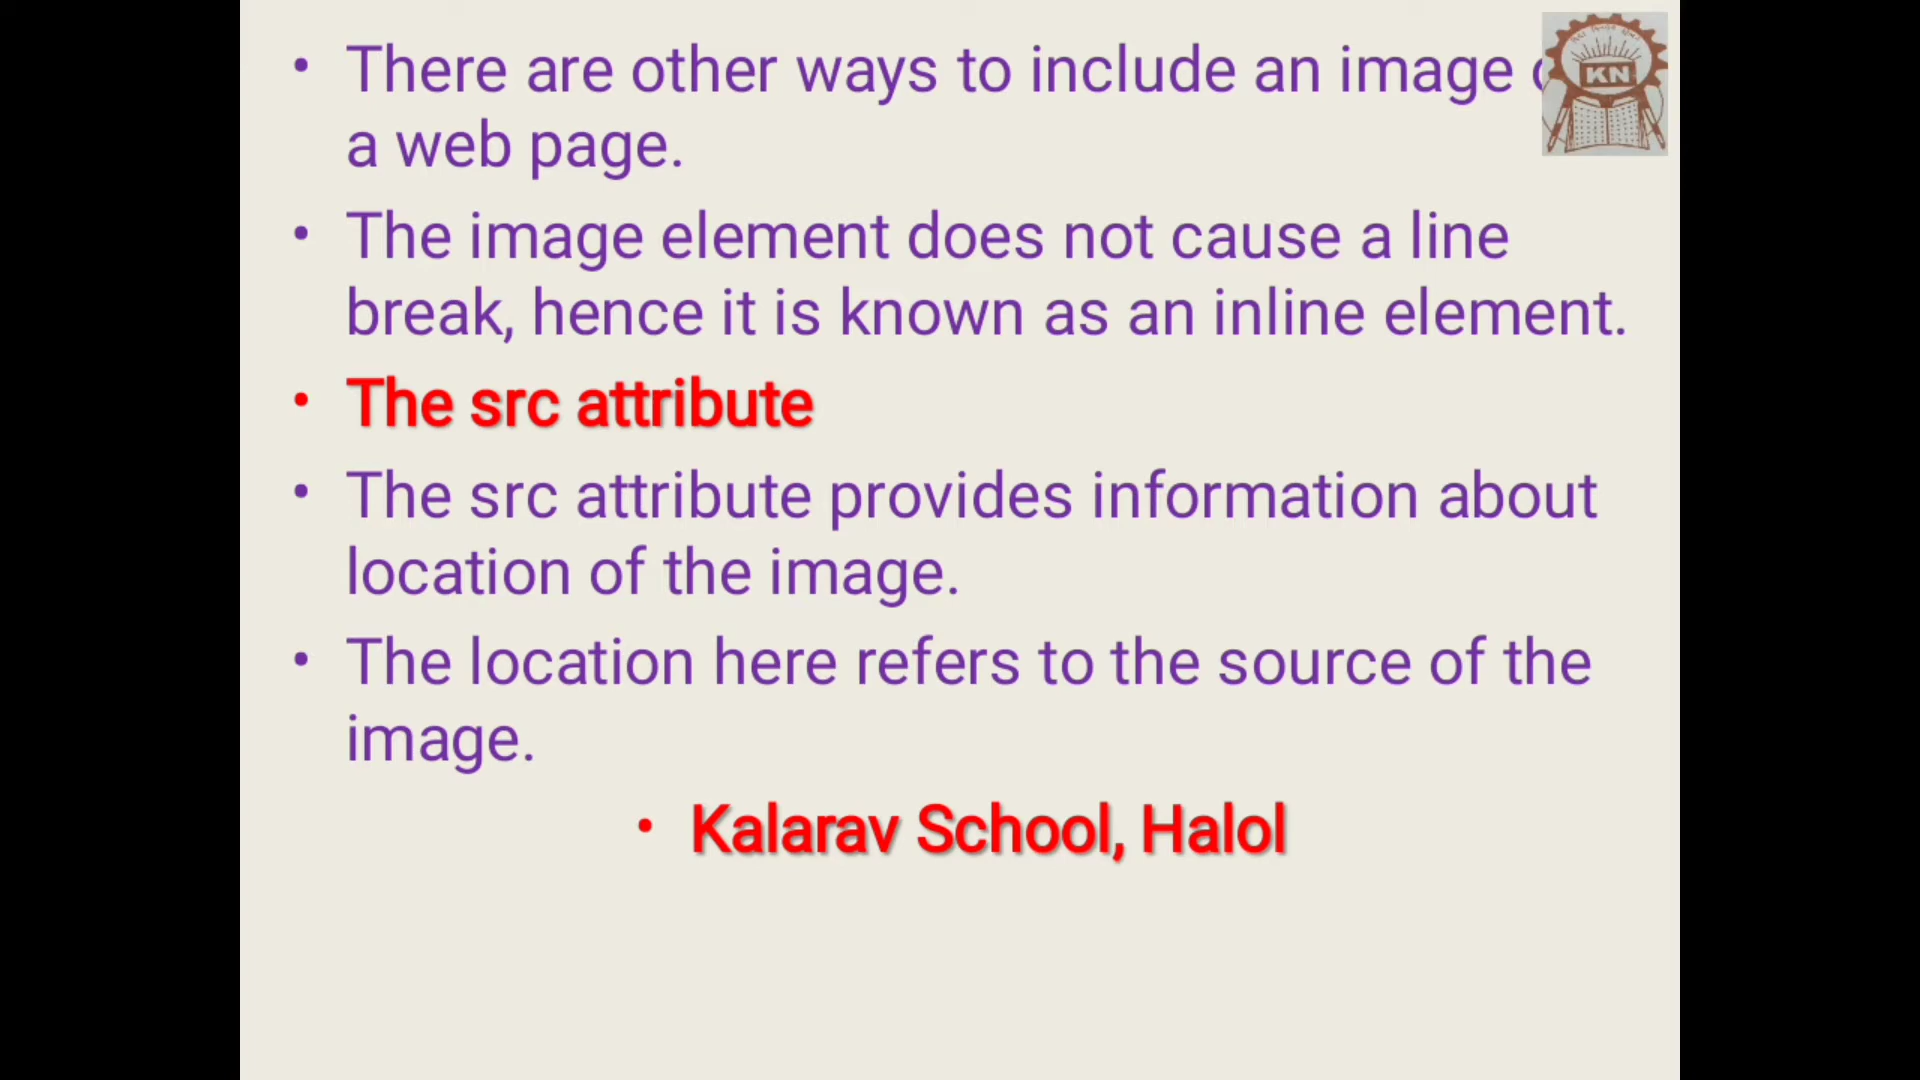 • There are other ways to include an image
a web page.
• The image element does not cause a line
break, hence it is known as an inline element.
• The src attribute
• The src attribute provides information about
location of the image.
• The location here refers to the source of the
image.
• Kalarav School, Halol
KN